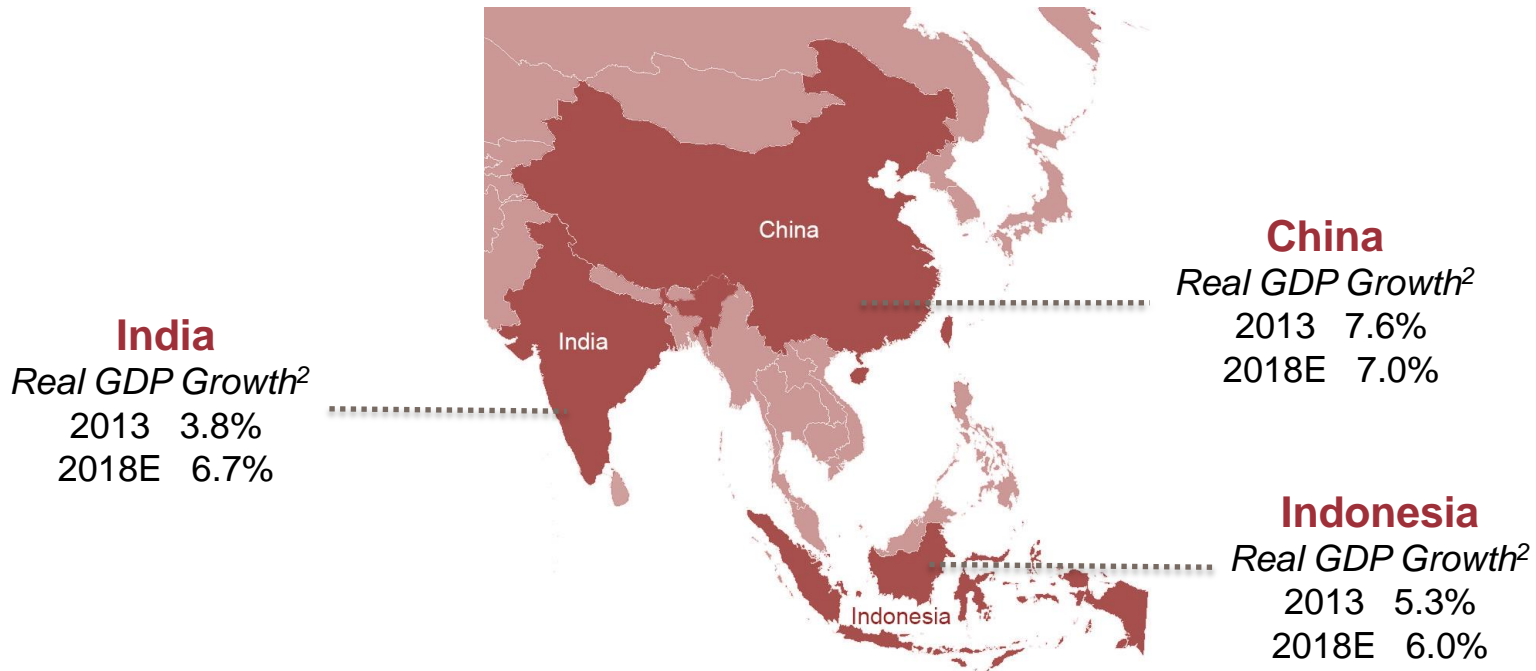 China
India
Indonesia
India
Real GDP Growth²
2013 3.8%
2018E 6.7%
China
Real GDP Growth²
2013 7.6%
2018E 7.0%
Indonesia
Real GDP Growth²
2013 5.3%
2018E 6.0%